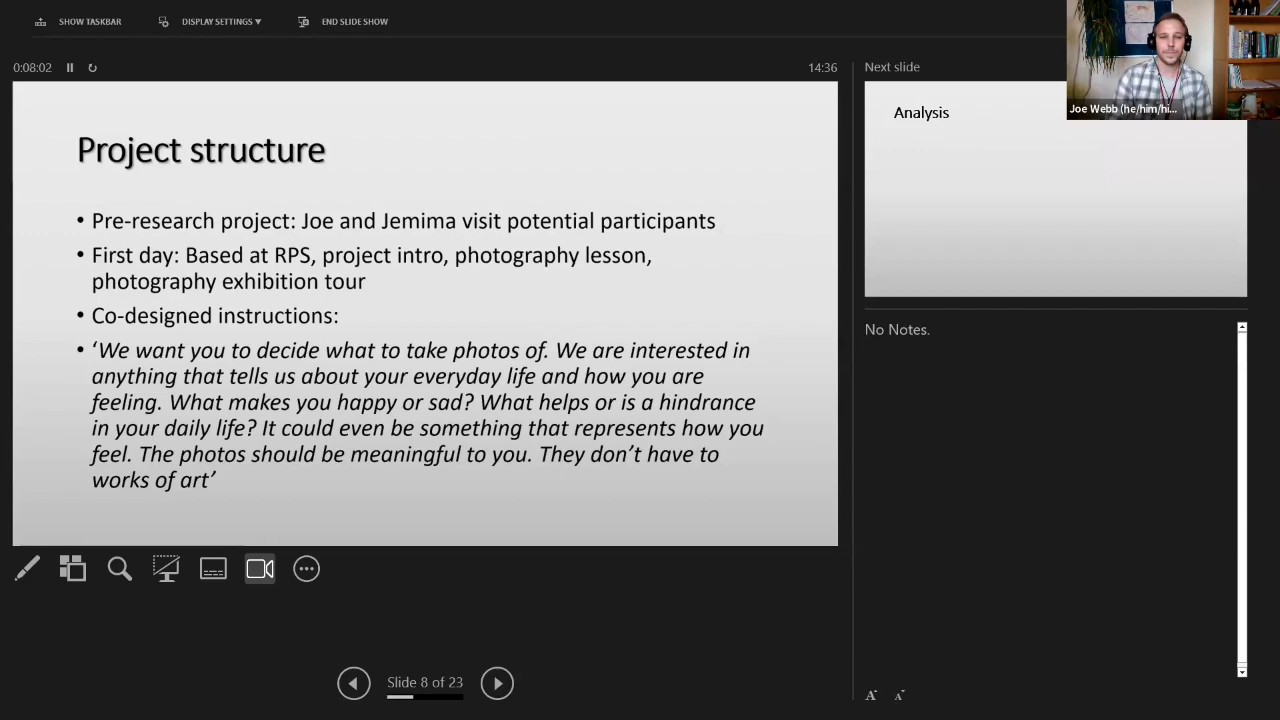 SHOW TASKBAR
DISPLAY SETTINGS ▼
END SLIDE SHOW
0:08:02
14:36
Next slide
Joe Webb (he/him/hi...
Analysis
Project structure
• Pre-research project: Joe and Jemima visit potential participants
• First day: Based at RPS, project intro, photography lesson,
photography exhibition tour
• Co-designed instructions:
• ‘We want you to decide what to take photos of. We are interested in
anything that tells us about your everyday life and how you are
feeling. What makes you happy or sad? What helps or is a hindrance
in your daily life? It could even be something that represents how you
feel. The photos should be meaningful to you. They don’t have to
works of art’
No Notes.
Slide 8 of 23
A A